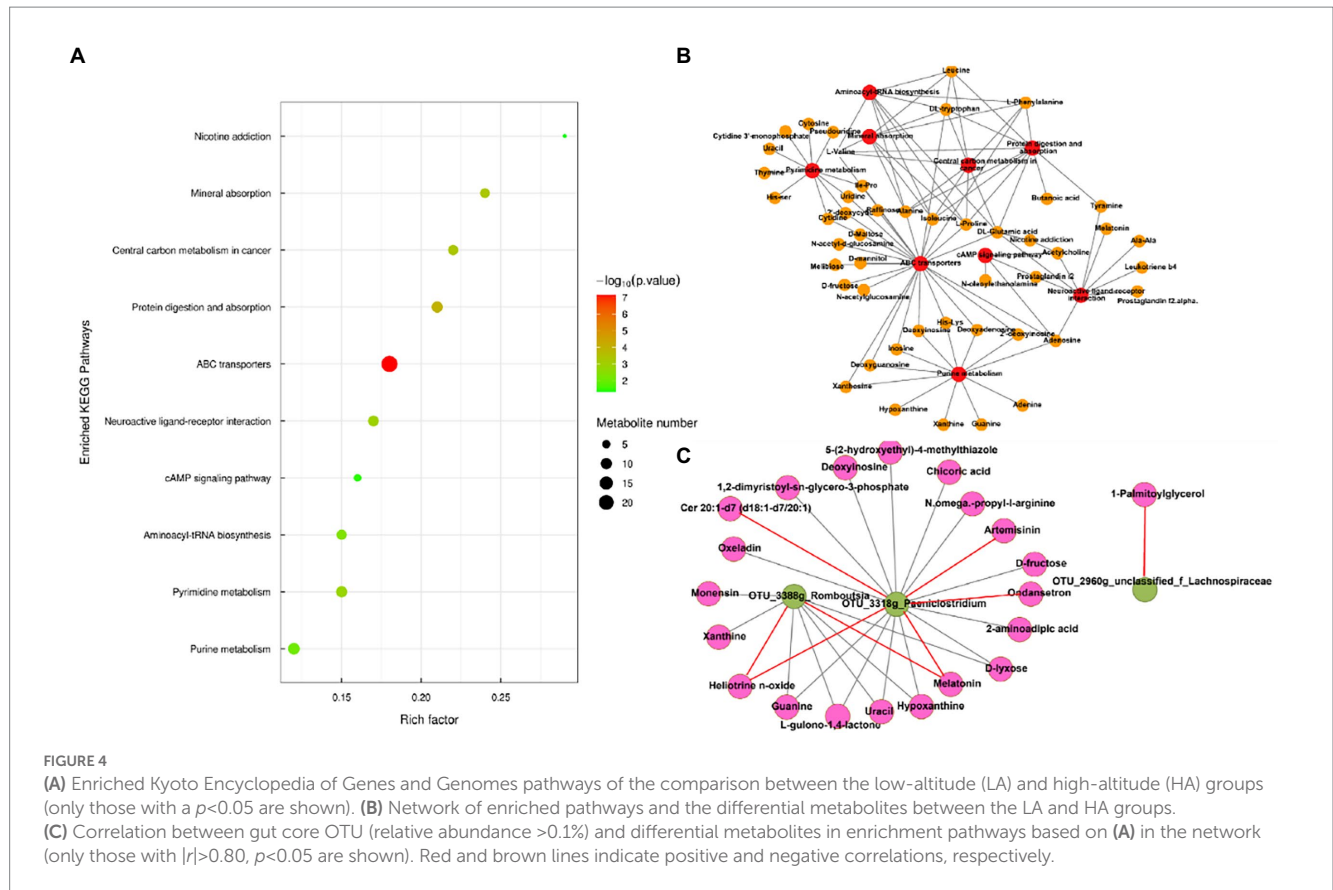 A
Nicotine addiction
Mineral absorption
Central carbon metabolism in cancer
Protein digestion and absorption
ABC transporters
Neuroactive ligand-receptor interaction
cAMP signaling pathway
Aminoacyl-tRNA biosynthesis
Pyrimidine metabolism
Purine metabolism
Enriched KEGG Pathways
0.15
0.20
0.25
Rich factor
−log10(p.value)
7
6
5
4
3
2
Metabolite number
5
10
15
20
B
Leucine
Aminoacyl-tRNA biosynthesis
L-Phenylalanine
DL-tryptophan
Cytosine
Cytidine 3'-monophosphate
Pseudouridine
Mineral absorption
Uracil
L-Valine
Protein digestion and
absorption
Central carbon metabolism in
cancer
Thymine
Pyrimidine metabolism
Ile-Pro
His-ser
Uridine
Butanoic acid
Tyramine
2'-deoxycyd
Raffinose
Alanine
Cytidine
Isoleucine
L-Proline
Melatonin
D-Maltose
DL-Glutamic acid
N-acetyl-d-glucosamine
Nicotine addiction
Ala-Ala
D-mannitol
Acetylcholine
cAMP signaling pathway
Melibiose
ABC transporters
Leukotriene b4
Prostaglandin i2
D-fructose
N-oleoylethanolamine
N-acetylglucosamine
Neuroactive ligand-receptor
interaction
Prostaglandin f2.alpha.
His-Lys
Deoxyinosine
Deoxyadenosine
2'-deoxyinosine
Adenosine
Inosine
Deoxyguanosine
Purine metabolism
Xanthosine
Hypoxanthine
Adenine
Xanthine
Guanine
C
5-(2-hydroxyethyl)-4-methylthiazole
Deoxyinosine
Chicoric acid
1,2-dimyristoyl-sn-glycero-3-phosphate
N.omega.-propyl-l-arginine
1-Palmitoylglycerol
Cer 20:1-d7 (d18:1-d7/20:1)
Artemisinin
Oxeladin
D-fructose
OTU_2960g_unclassified_f_Lachnospiraceae
Monensin
OTU_3388g_Romboutsia
OTU_3318g_Paeniclostridium
Ondansetron
Xanthine
2-aminoadipic acid
D-lyxose
Heliotrine n-oxide
Melatonin
Guanine
Hypoxanthine
Uracil
L-gulono-1,4-lactone
FIGURE 4
(A) Enriched Kyoto Encyclopedia of Genes and Genomes pathways of the comparison between the low-altitude (LA) and high-altitude (HA) groups
(only those with a p<0.05 are shown). (B) Network of enriched pathways and the differential metabolites between the LA and HA groups.
(C) Correlation between gut core OTU (relative abundance >0.1%) and differential metabolites in enrichment pathways based on (A) in the network
(only those with |r|>0.80, p<0.05 are shown). Red and brown lines indicate positive and negative correlations, respectively.